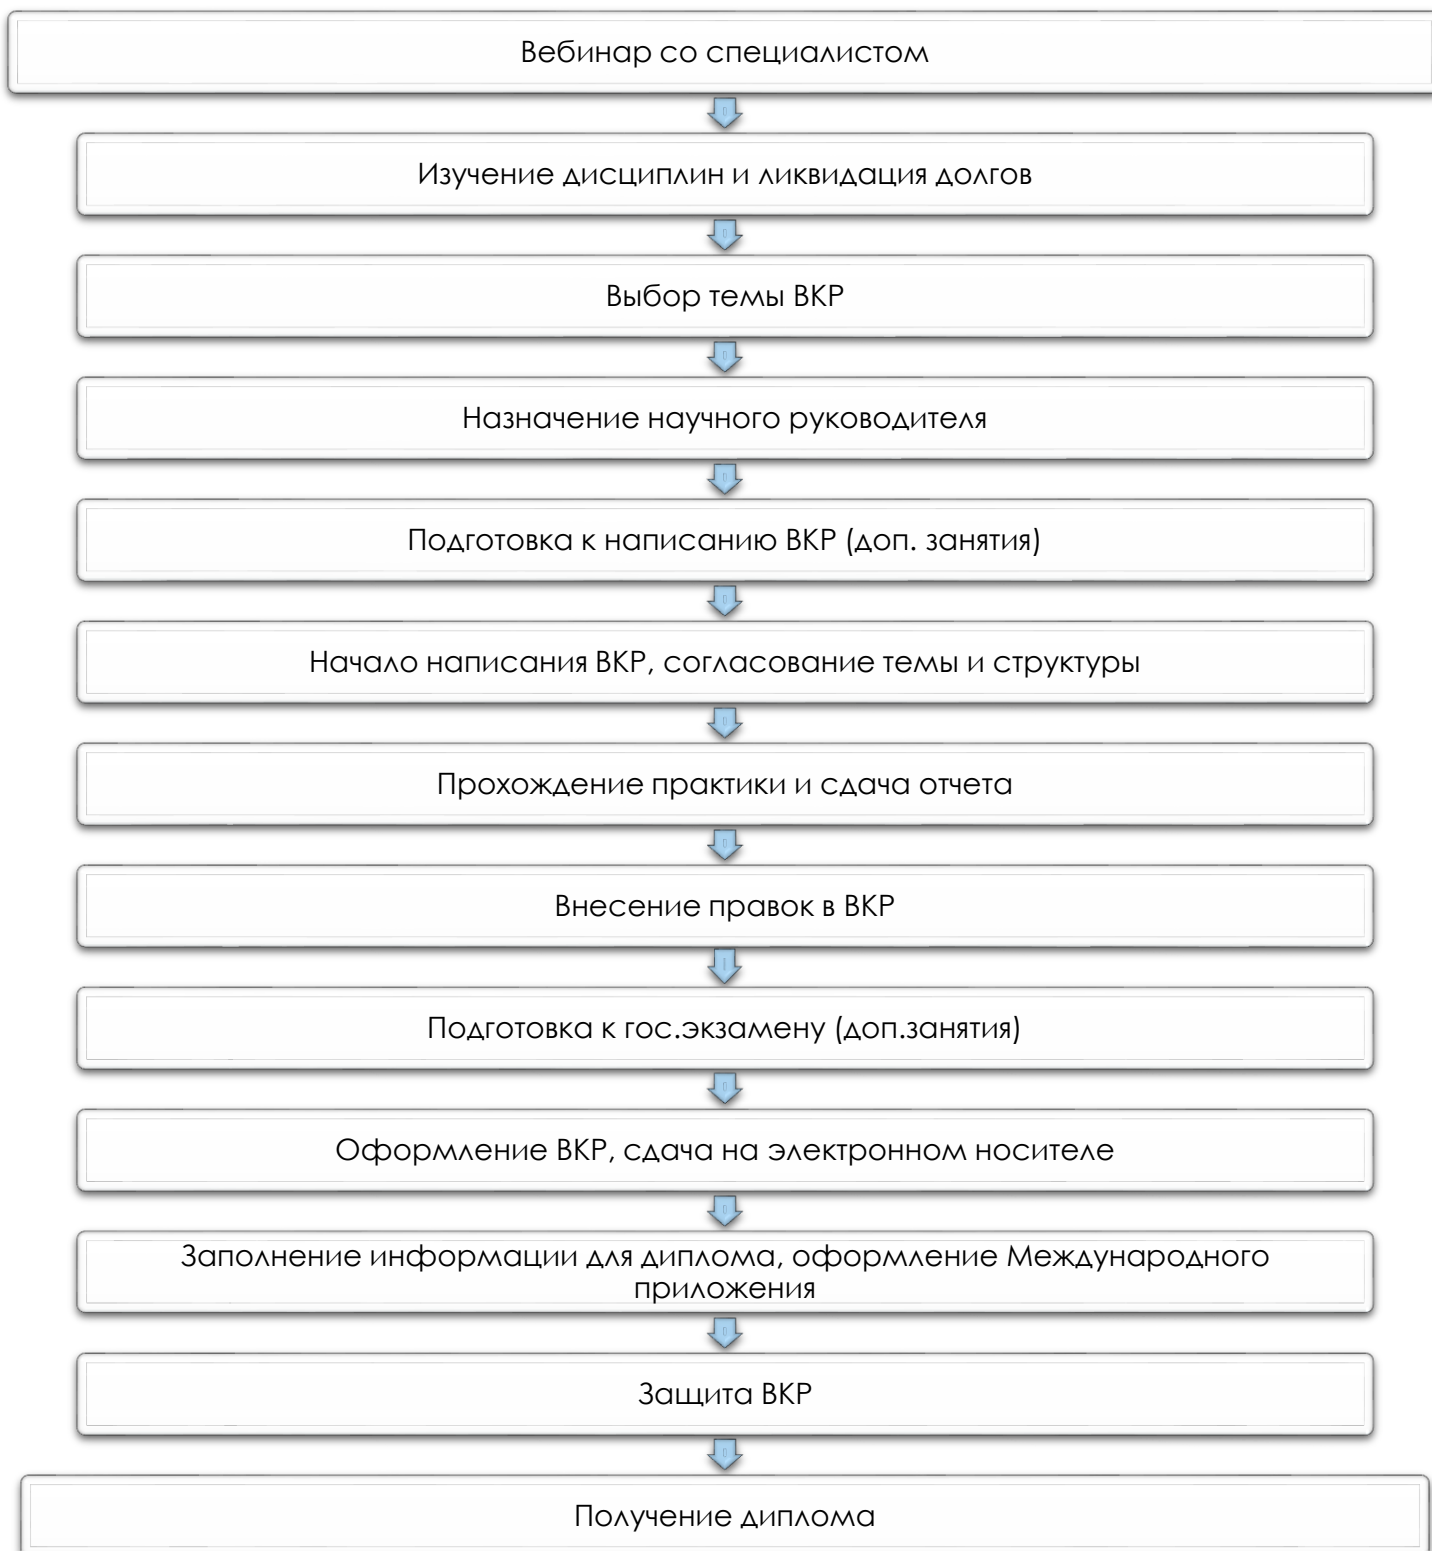 Вебинар со специалистом
Изучение дисциплин и ликвидация долгов
Выбор темы ВКР
Назначение научного руководителя
Подготовка к написанию ВКР (доп. занятия)
Начало написания ВКР, согласование темы и структуры
Прохождение практики и сдача отчета
Внесение правок в ВКР
Подготовка к гос.экзамену (доп.занятия)
Оформление ВКР, сдача на электронном носителе
Заполнение информации для диплома, оформление Международного
приложения
Защита ВКР
Получение диплома